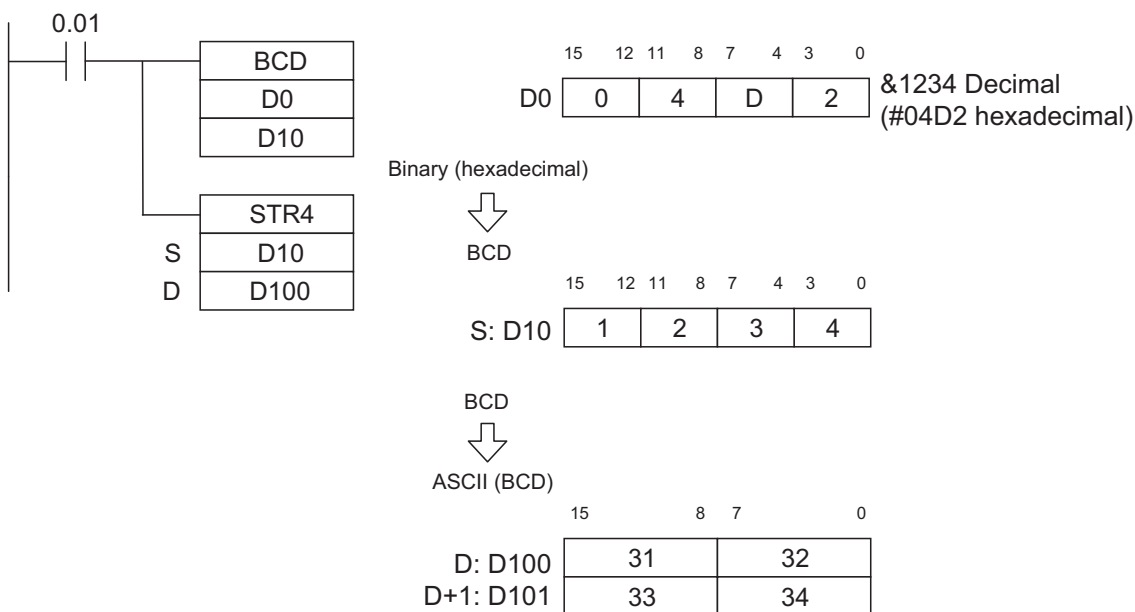 0.01
BCD
D0
D10
STR4
S D10
D D100
15 12 11 8 7 4 3 0
D0 0 4 D 2
&1234 Decimal
(#04D2 hexadecimal)
Binary (hexadecimal)
BCD
15 12 11 8 7 4 3 0
S: D10 1 2 3 4
BCD
ASCII (BCD)
15 8 7 0
D: D100 31 32
D+1: D101 33 34